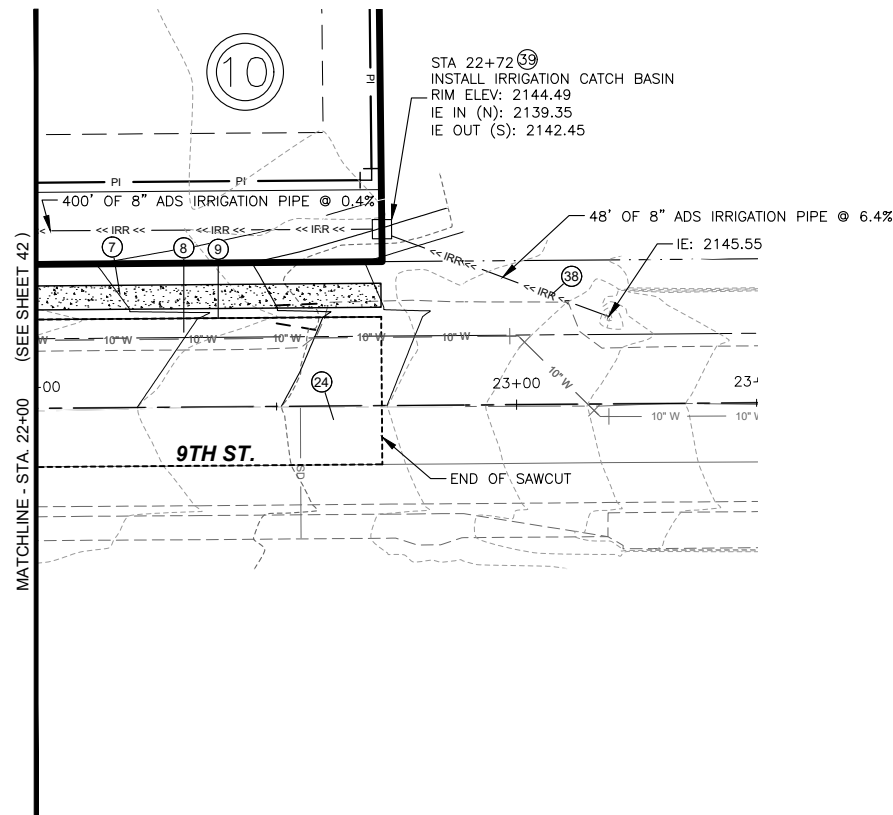 10
PI
STA 22+72 39
INSTALL IRRIGATION CATCH BASIN
RIM ELEV: 2144.49
IE IN (N): 2139.35
IE OUT (S): 2142.45
PI PI
400' OF 8" ADS IRRIGATION PIPE @ 0.4%
48' OF 8" ADS IRRIGATION PIPE @ 6.4%
<< IRR << << IRR << << IRR <<
IE: 2145.55
7 8 9
<< IRR <<
<< IRR << 38
W 10" W 10" W 10" W 10" W
10" W
24
+00 23+00 23+
10" W 10" W
9TH ST.
SD
END OF SAWCUT
MATCHLINE - STA. 22+00 (SEE SHEET 42 )